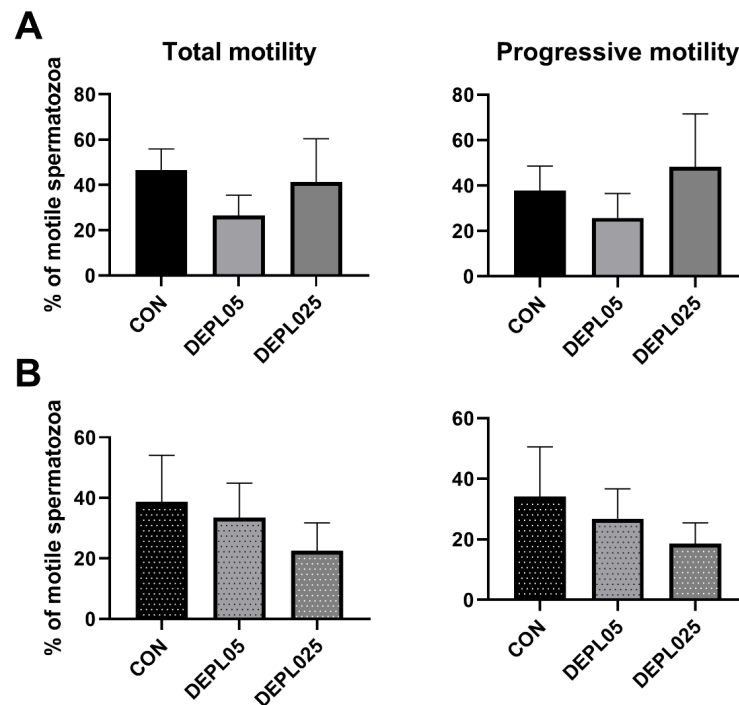 A
Total motility
Progressive motility
% of motile spermatozoa
80
60
40
20
0
CON
DEPL05
DEPL025
80
60
40
20
0
CON
DEPL05
DEPL025
B
% of motile spermatozoa
60
40
20
0
CON
DEPL05
DEPL025
60
40
20
0
CON
DEPL05
DEPL025